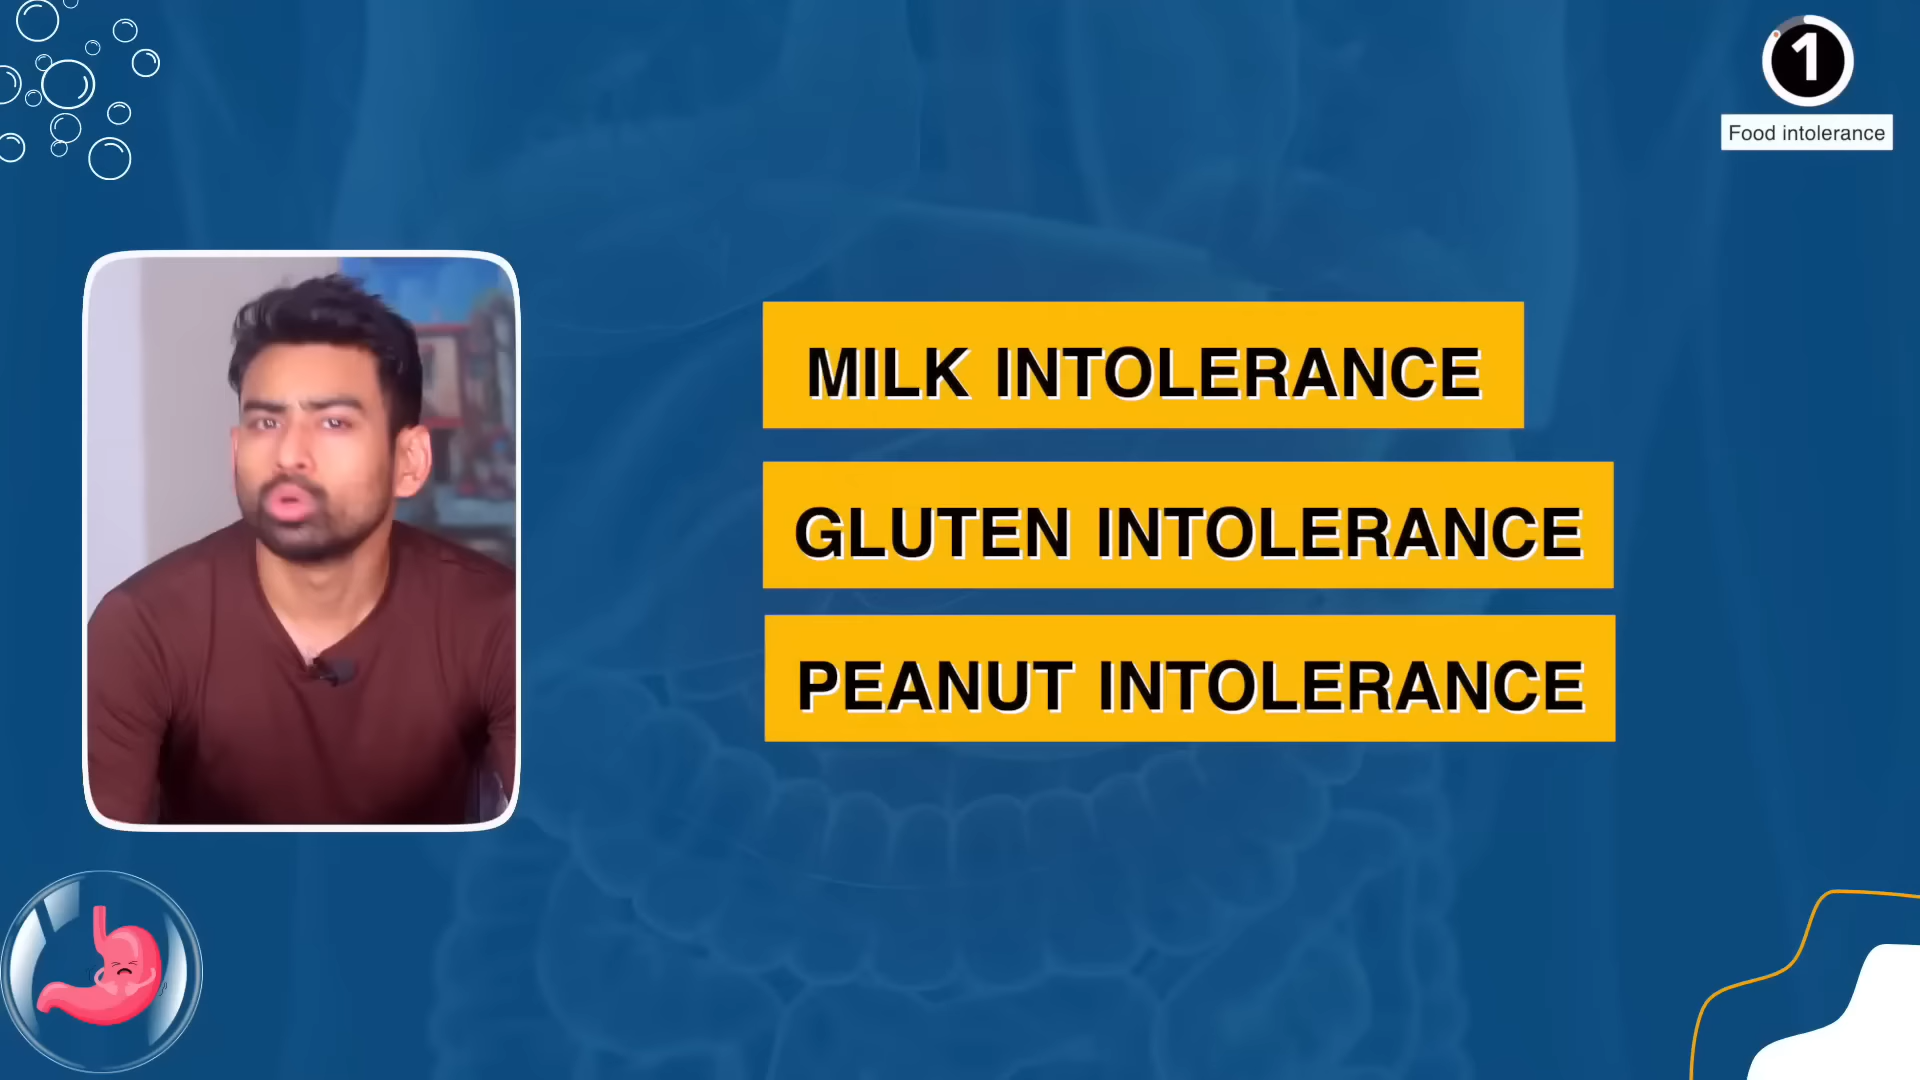 1
Food intolerance
MILK INTOLERANCE
GLUTEN INTOLERANCE
PEANUT INTOLERANCE